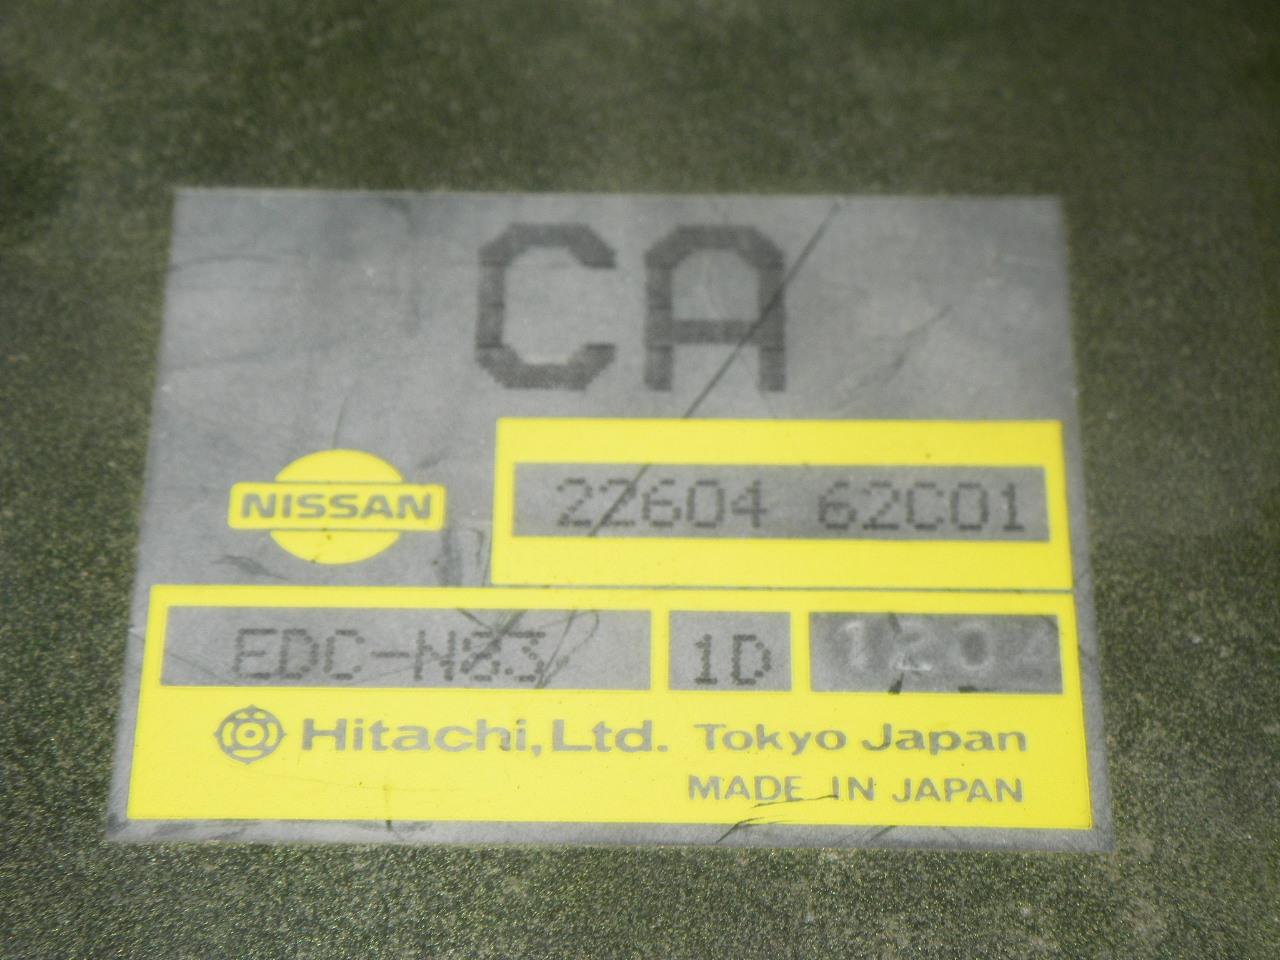 CA
NISSAN
22604 62C01
EDC-N83 1D 1204
Hitachi, Ltd. Tokyo Japan
MADE IN JAPAN